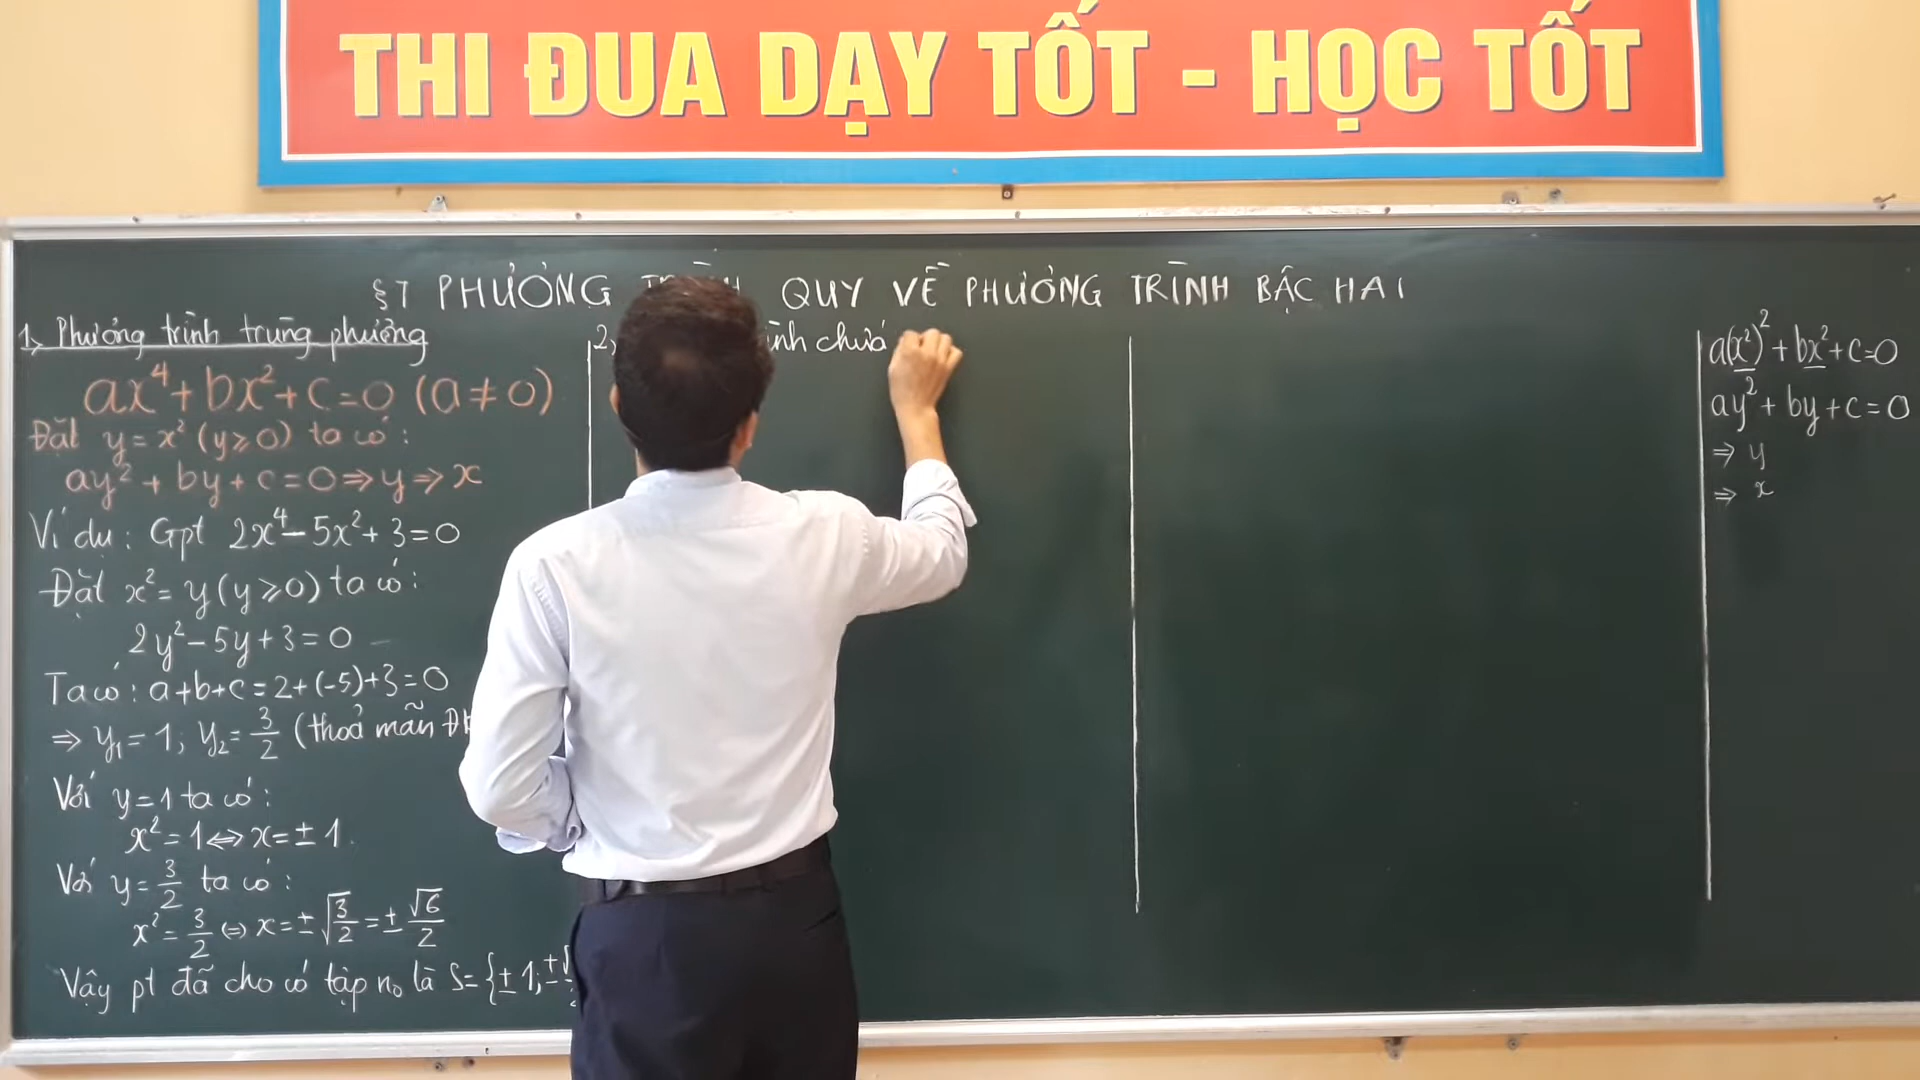 THI ĐUA DẠY TỐT - HỌC TỐT
§7 PHƯƠNG TRÌNH QUY VỀ PHƯƠNG TRÌNH BẬC HAI
1, Phương trình trùng phương
ax⁴ + bx² + c = 0 (a ≠ 0)
Đặt y = x² (y ⩾ 0) ta có :
ay² + by + c = 0 ⇒ y ⇒ x
Ví dụ : Gpt 2x⁴ – 5x² + 3 = 0
Đặt x² = y (y ⩾ 0) ta có :
2y² – 5y + 3 = 0
Ta có : a + b + c = 2 + (-5) + 3 = 0
⇒ y₁ = 1 ; y₂ = 3/2 (thoả mãn Đ
Với y = 1 ta có :
x² = 1 ⇔ x = ± 1.
Với y = 3/2 ta có :
x² = 3/2 ⇔ x = ±√(3/2) = ± √6/2
Vậy pt đã cho có tập no là S = {± 1; ±√
2, ình chứa
a(x²)² + bx² + c = 0
ay² + by + c = 0
⇒ y
⇒ x